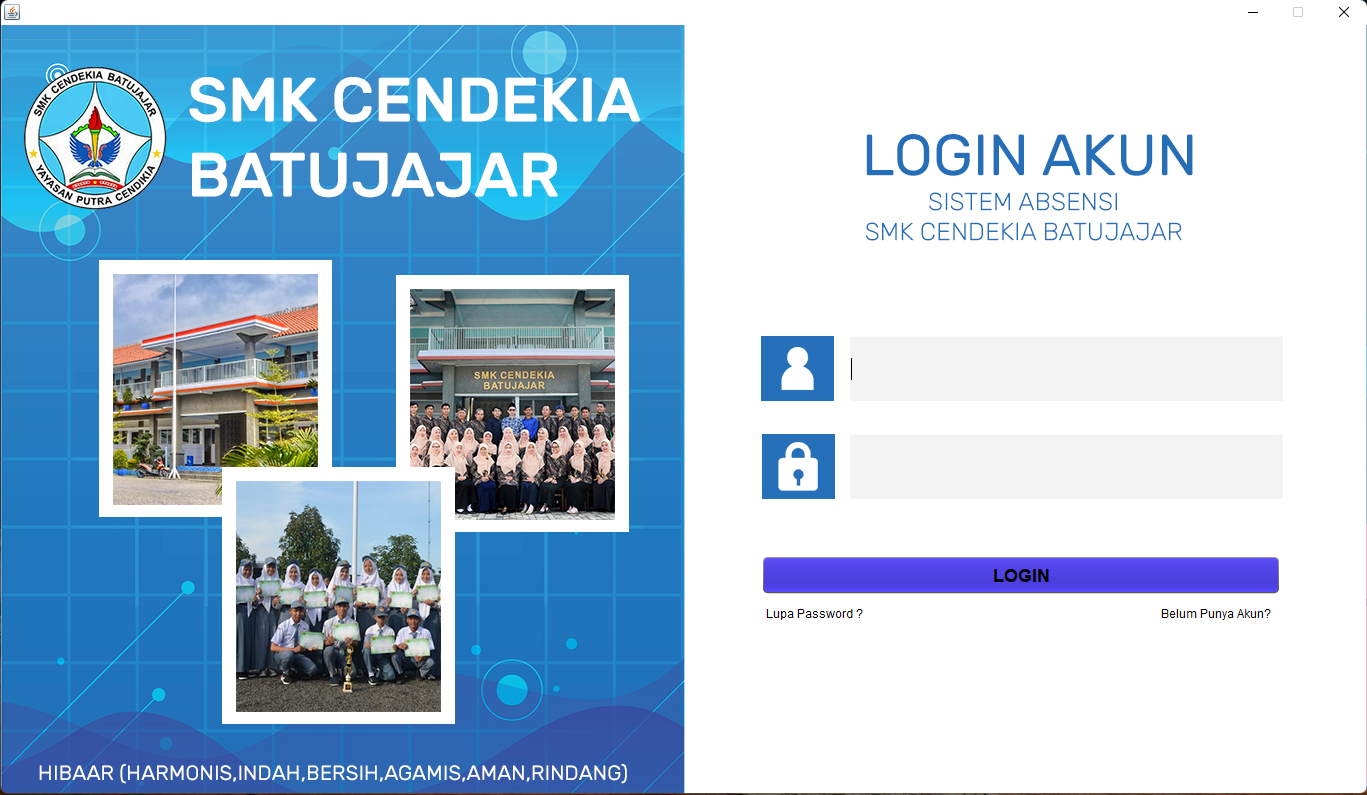 SMK CENDEKIA BATUJAJAR
YAYASAN PUTRA CENDIKIA
SMK CENDEKIA
BATUJAJAR
SMK CENDEKIA
BATUJAJAR
HIBAAR (HARMONIS,INDAH,BERSIH,AGAMIS,AMAN,RINDANG)
LOGIN AKUN
SISTEM ABSENSI
SMK CENDEKIA BATUJAJAR
LOGIN
Lupa Password ?
Belum Punya Akun?